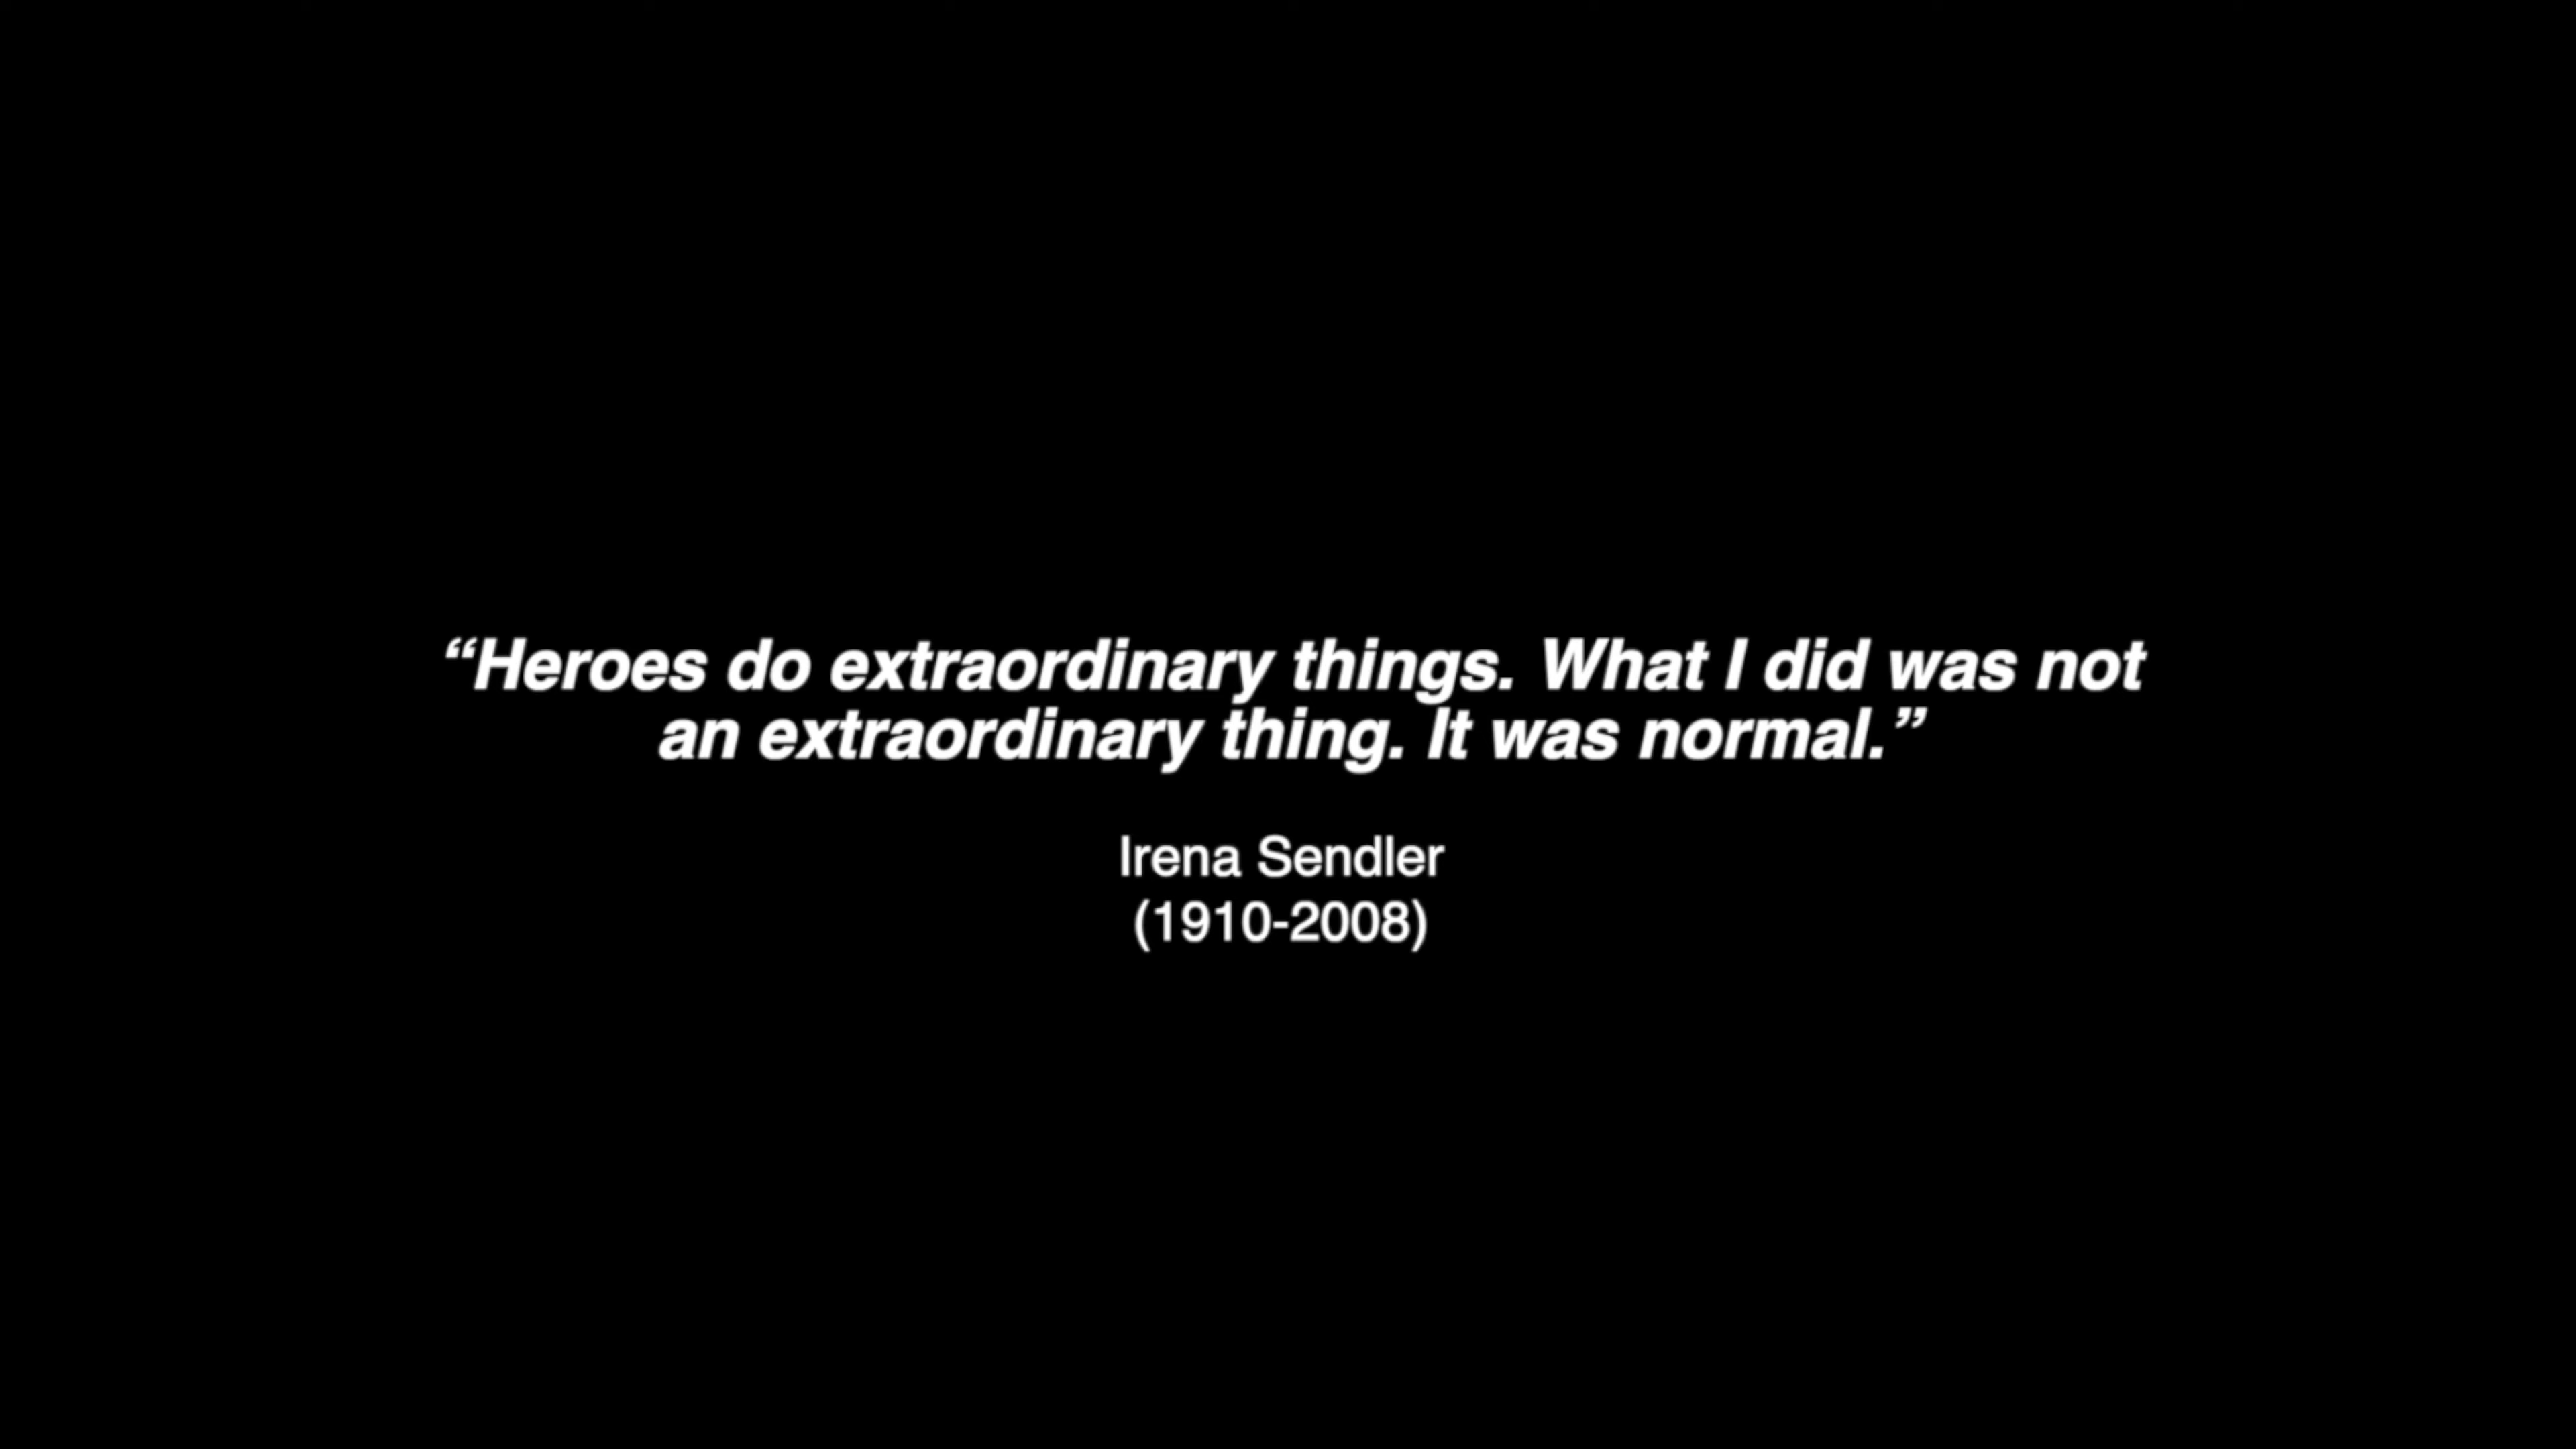 “Heroes do extraordinary things. What I did was not
an extraordinary thing. It was normal.”
Irena Sendler
(1910-2008)